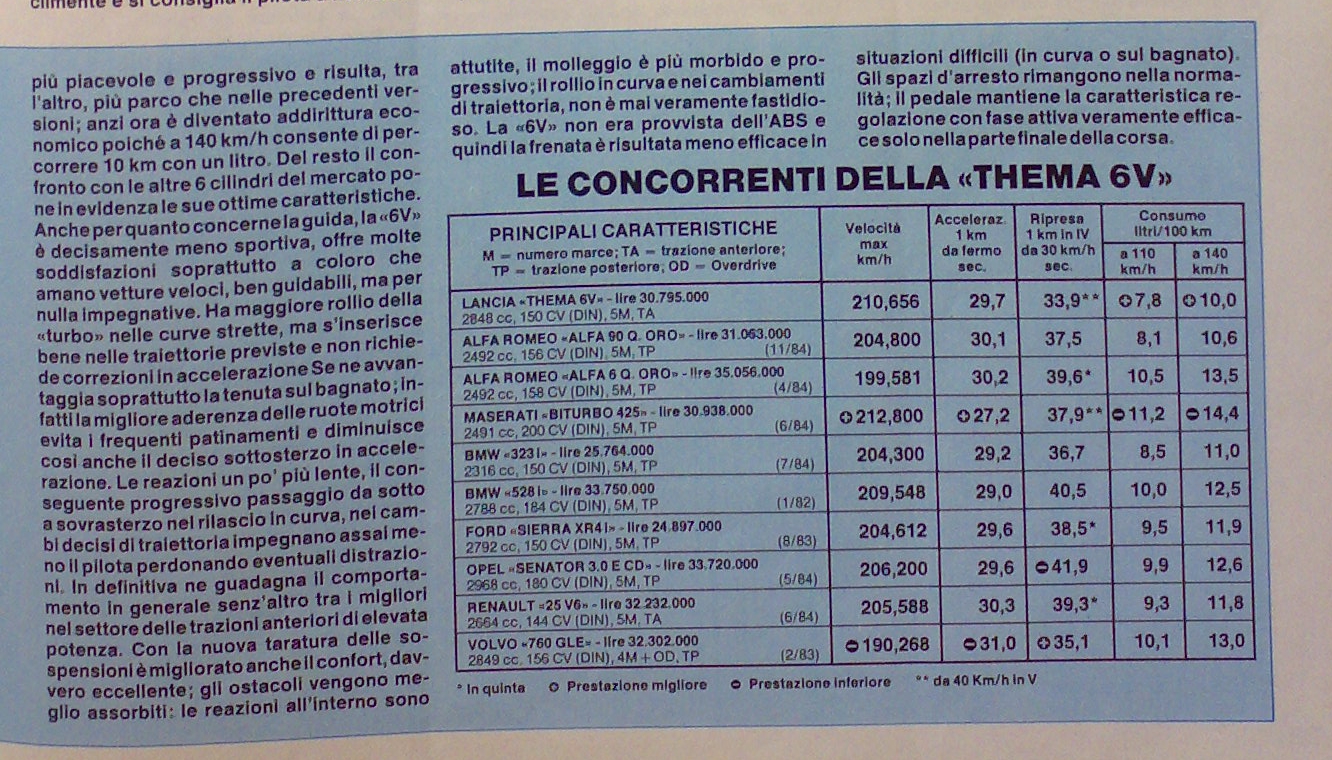 più piacevole e progressivo e risulta, tra
l'altro, più parco che nelle precedenti ver-
sioni; anzi ora è diventato addirittura eco-
nomico poiché a 140 km/h consente di per-
correre 10 km con un litro. Del resto il con-
fronto con le altre 6 cilindri del mercato po-
ne in evidenza le sue ottime caratteristiche.
Anche per quanto concerne la guida, la «6V»
è decisamente meno sportiva, offre molte
soddisfazioni soprattutto a coloro che
amano vetture veloci, ben guidabili, ma per
nulla impegnative. Ha maggiore rollio della
«turbo» nelle curve strette, ma s'inserisce
bene nelle traiettorie previste e non richie-
de correzioni in accelerazione Se ne avvan-
taggia soprattutto la tenuta sul bagnato; in-
fatti la migliore aderenza delle ruote motrici
evita i frequenti patinamenti e diminuisce
così anche il deciso sottosterzo in accele-
razione. Le reazioni un po' più lente, il con-
seguente progressivo passaggio da sotto
a sovrasterzo nel rilascio in curva, nei cam-
bi decisi di traiettoria impegnano assai me-
no il pilota perdonando eventuali distrazio-
ni. In definitiva ne guadagna il comporta-
mento in generale senz'altro tra i migliori
nel settore delle trazioni anteriori di elevata
potenza. Con la nuova taratura delle so-
spensioni è migliorato anche il confort, dav-
vero eccellente; gli ostacoli vengono me-
glio assorbiti: le reazioni all'interno sono
attutite, il molleggio è più morbido e pro-
gressivo; il rollio in curva e nei cambiamenti
di traiettoria, non è mai veramente fastidio-
so. La «6V» non era provvista dell'ABS e
quindi la frenata è risultata meno efficace in
situazioni difficili (in curva o sul bagnato).
Gli spazi d'arresto rimangono nella norma-
lità; il pedale mantiene la caratteristica re-
golazione con fase attiva veramente effica-
ce solo nella parte finale della corsa.
LE CONCORRENTI DELLA «THEMA 6V»
PRINCIPALI CARATTERISTICHE
M = numero marce; TA = trazione anteriore;
TP = trazione posteriore; OD = Overdrive
Velocità
max
km/h
Acceleraz.
1 km
da fermo
sec.
Ripresa
1 km in IV
da 30 km/h
sec.
Consumo
litri/100 km
a 110
km/h
a 140
km/h
LANCIA «THEMA 6V» - lire 30.795.000
2848 cc, 150 CV (DIN), 5M, TA
210,656 29,7 33,9** ✪7,8 ✪10,0
ALFA ROMEO «ALFA 90 Q. ORO» - lire 31.063.000
2492 cc, 156 CV (DIN), 5M, TP (11/84)
204,800 30,1 37,5 8,1 10,6
ALFA ROMEO «ALFA 6 Q. ORO» - lire 35.056.000
2492 cc, 158 CV (DIN), 5M, TP (4/84)
199,581 30,2 39,6* 10,5 13,5
MASERATI «BITURBO 425» - lire 30.938.000
2491 cc, 200 CV (DIN), 5M, TP (6/84)
✪212,800 ✪27,2 37,9** ⊖11,2 ⊖14,4
BMW «323 I» - lire 25.764.000
2316 cc, 150 CV (DIN), 5M, TP (7/84)
204,300 29,2 36,7 8,5 11,0
BMW «528 I» - lire 33.750.000
2788 cc, 184 CV (DIN), 5M, TP (1/82)
209,548 29,0 40,5 10,0 12,5
FORD «SIERRA XR4I» - lire 24.897.000
2792 cc, 150 CV (DIN), 5M, TP (8/83)
204,612 29,6 38,5* 9,5 11,9
OPEL «SENATOR 3.0 E CD» - lire 33.720.000
2968 cc, 180 CV (DIN), 5M, TP (5/84)
206,200 29,6 ⊖41,9 9,9 12,6
RENAULT «25 V6» - lire 32.232.000
2664 cc, 144 CV (DIN), 5M, TA (6/84)
205,588 30,3 39,3* 9,3 11,8
VOLVO «760 GLE» - lire 32.302.000
2849 cc, 156 CV (DIN), 4M + OD, TP (2/83)
⊖190,268 ⊖31,0 ✪35,1 10,1 13,0
* In quinta ✪ Prestazione migliore ⊖ Prestazione inferiore ** da 40 Km/h in V